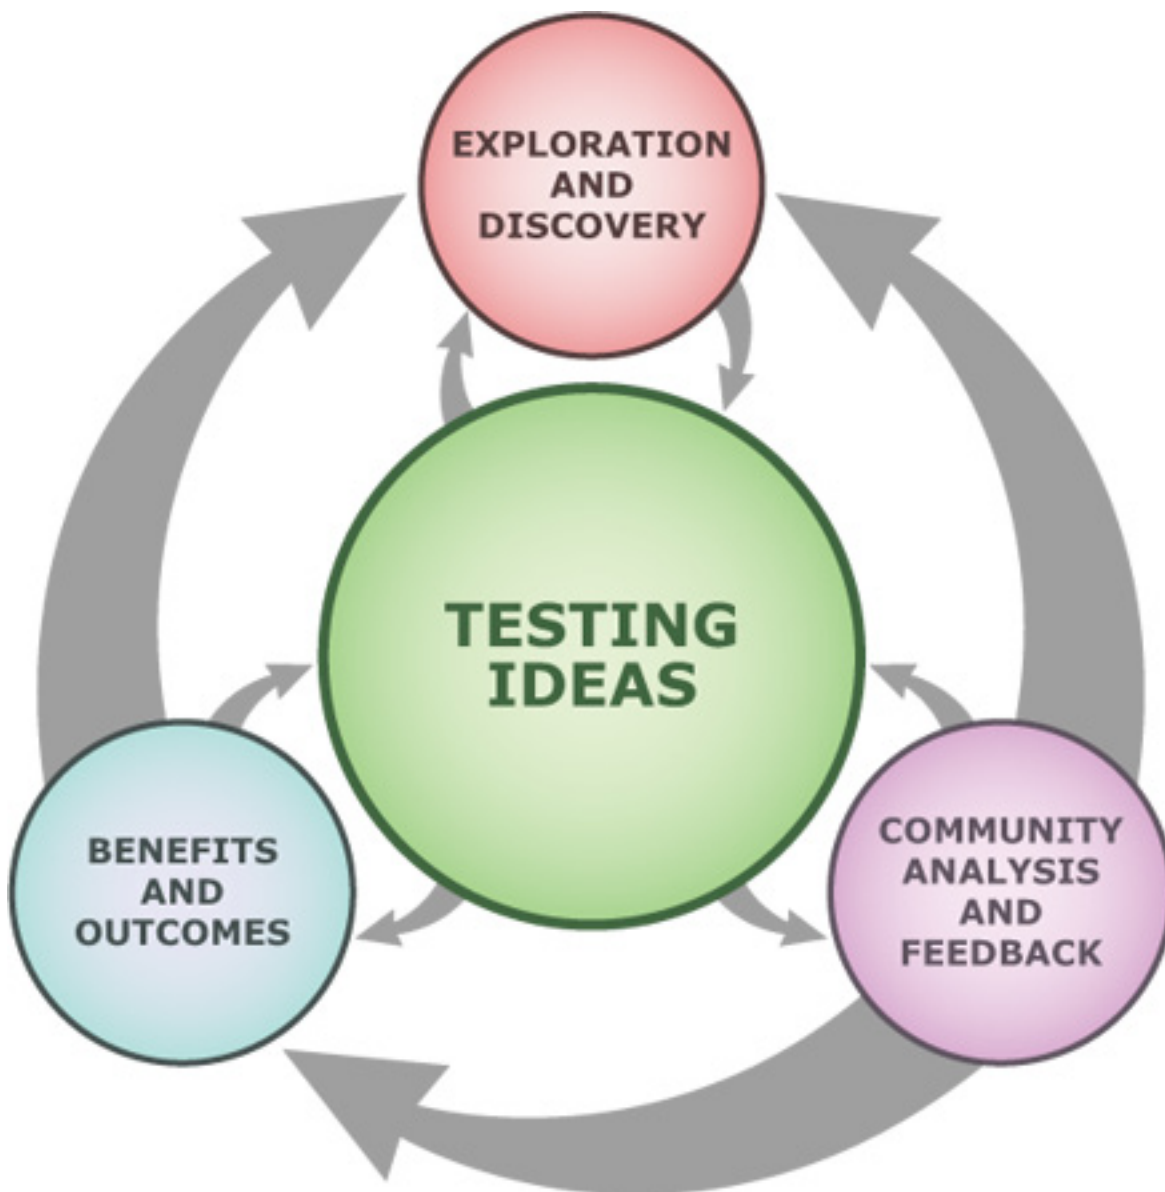 EXPLORATION
AND
DISCOVERY
TESTING
IDEAS
BENEFITS
AND
OUTCOMES
COMMUNITY
ANALYSIS
AND
FEEDBACK